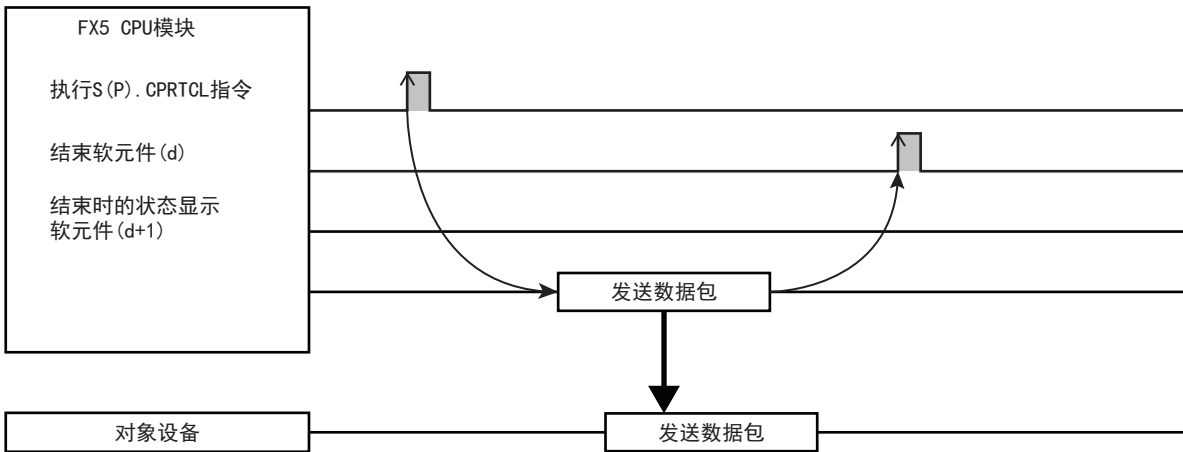 FX5 CPU模块
执行S(P).CPRTCL指令
结束软元件(d)
结束时的状态显示
软元件(d+1)
发送数据包
对象设备
发送数据包